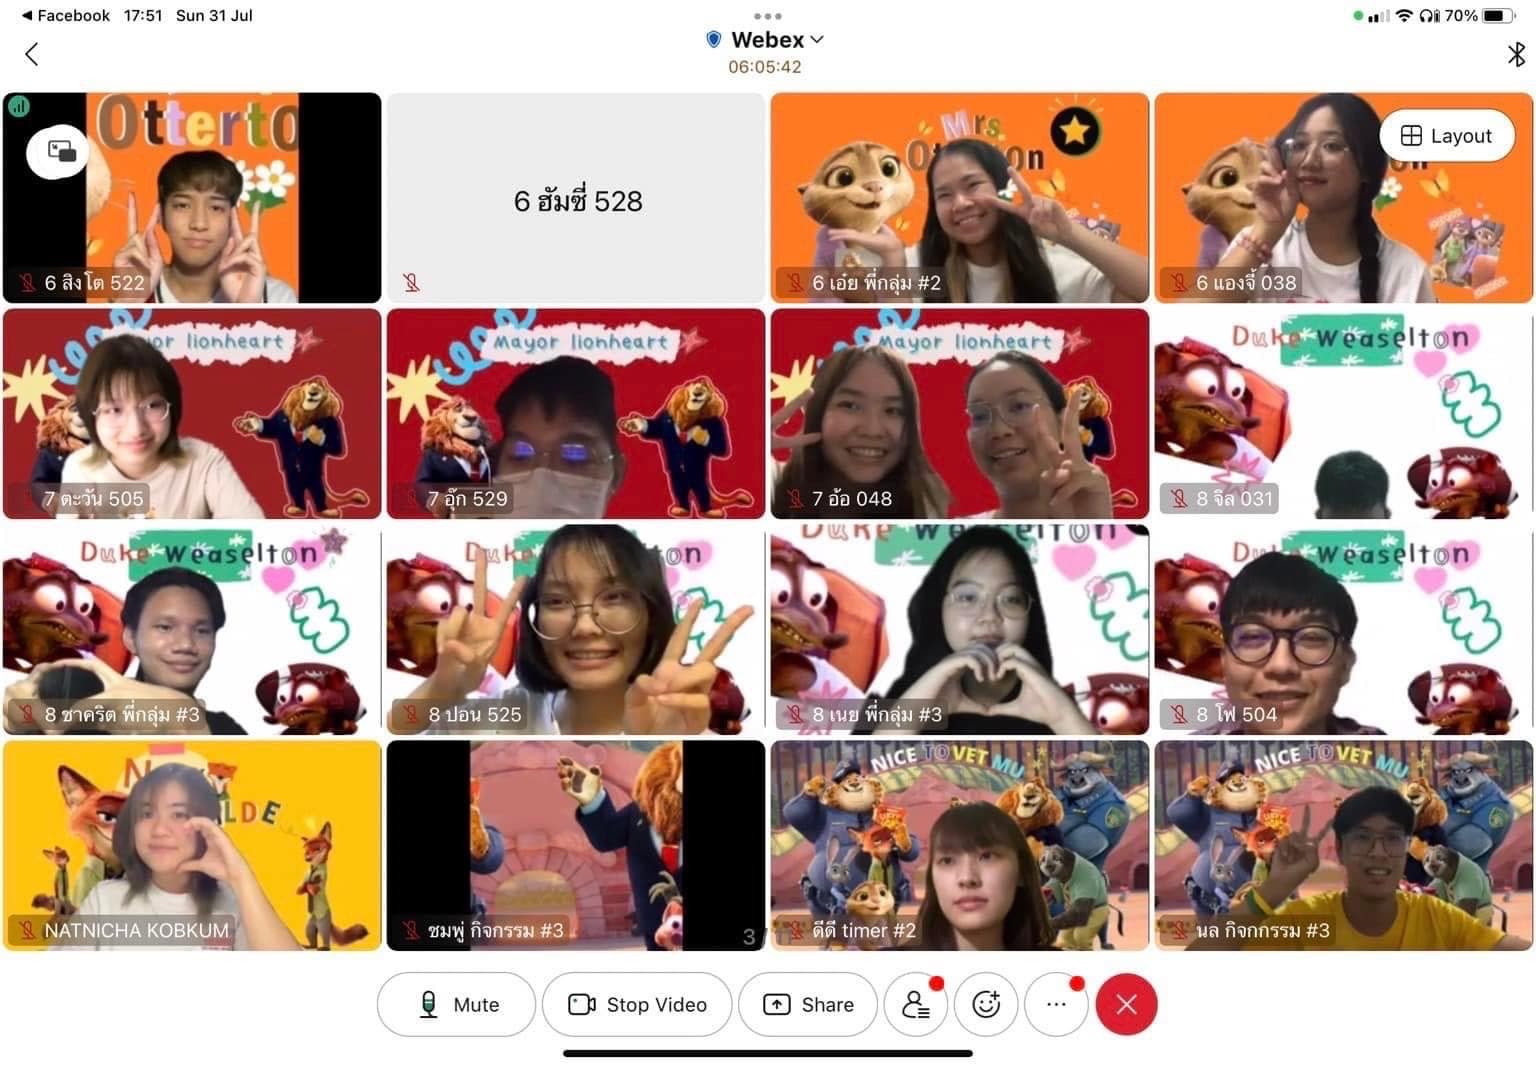 Facebook 17:51 Sun 31 Jul
70%
Webex
06:05:42
Otterto
6 สิงโต 522
6 ฮัมซี่ 528
Mrs
on
6 เอ๋ย พี่กลุ่ม #2
Layout
on
6 แองจี้ 038
or lionheart
7 ตะวัน 505
Mayor lionheart
7 อุ๊ก 529
Mayor lionheart
7 อ้อ 048
Duke Weaselton
8 จิล 031
Duke Weaselton
8 ชาคริต พี่กลุ่ม #3
Duke ton
8 ปอน 525
Duke Weaselton
8 เนย พี่กลุ่ม #3
Duke Weaselton
8 โฟ 504
LDE
NATNICHA KOBKUM
ชมพู่ กิจกรรม #3
3 /
NICE TO VET MU
ดีดี timer #2
NICE TO VET MU
นล กิจกกรรม #3
Mute
Stop Video
Share